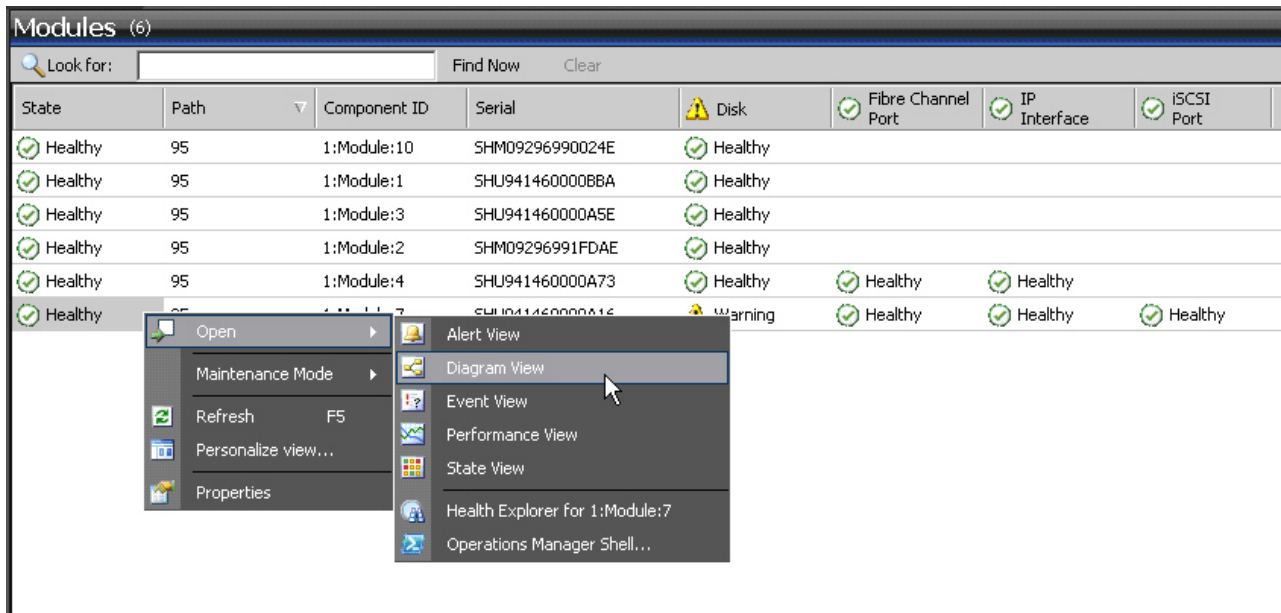 Modules (6)
Look for: Find Now Clear
State Path Component ID Serial Disk Fibre Channel Port IP Interface iSCSI Port
Healthy 95 1:Module:10 SHM09296990024E Healthy
Healthy 95 1:Module:1 SHU941460000BBA Healthy
Healthy 95 1:Module:3 SHU941460000A5E Healthy
Healthy 95 1:Module:2 SHM09296991FDAE Healthy
Healthy 95 1:Module:4 SHU941460000A73 Healthy Healthy Healthy
Healthy Warning Healthy Healthy Healthy
Open
Maintenance Mode
Refresh F5
Personalize view...
Properties
Alert View
Diagram View
Event View
Performance View
State View
Health Explorer for 1:Module:7
Operations Manager Shell...